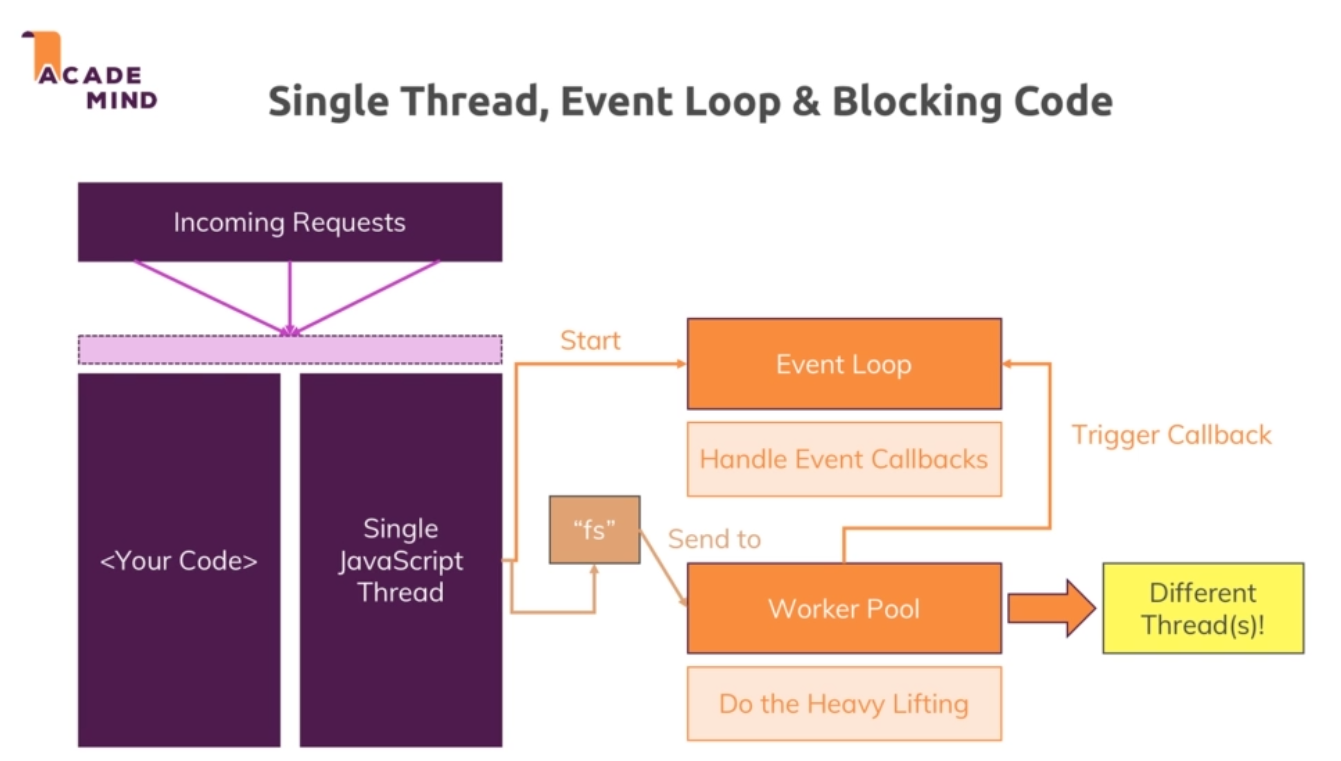 ACADE
MIND
Single Thread, Event Loop & Blocking Code
Incoming Requests
Start
Event Loop
Trigger Callback
Handle Event Callbacks
<Your Code>
Single
JavaScript
Thread
“fs”
Send to
Worker Pool
Different
Thread(s)!
Do the Heavy Lifting